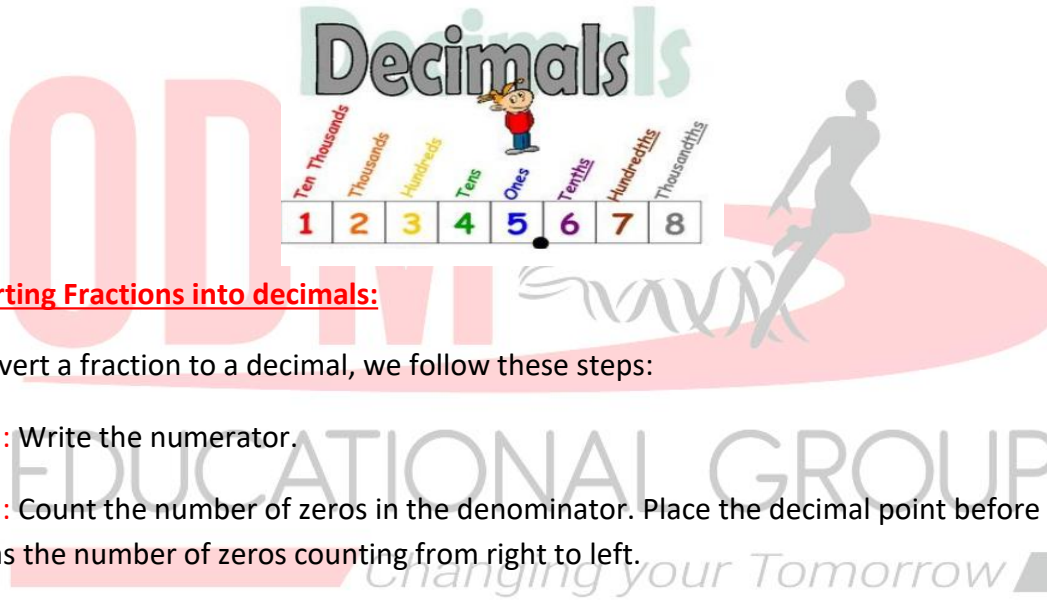 Decimals
Ten Thousands Thousands Hundreds Tens Ones Tenths Hundredths Thousandths
1 2 3 4 5 . 6 7 8
ODM
rting Fractions into decimals:
vert a fraction to a decimal, we follow these steps:
: Write the numerator.
EDUCATIONAL GROUP
: Count the number of zeros in the denominator. Place the decimal point before
as the number of zeros counting from right to left.
Changing your Tomorrow